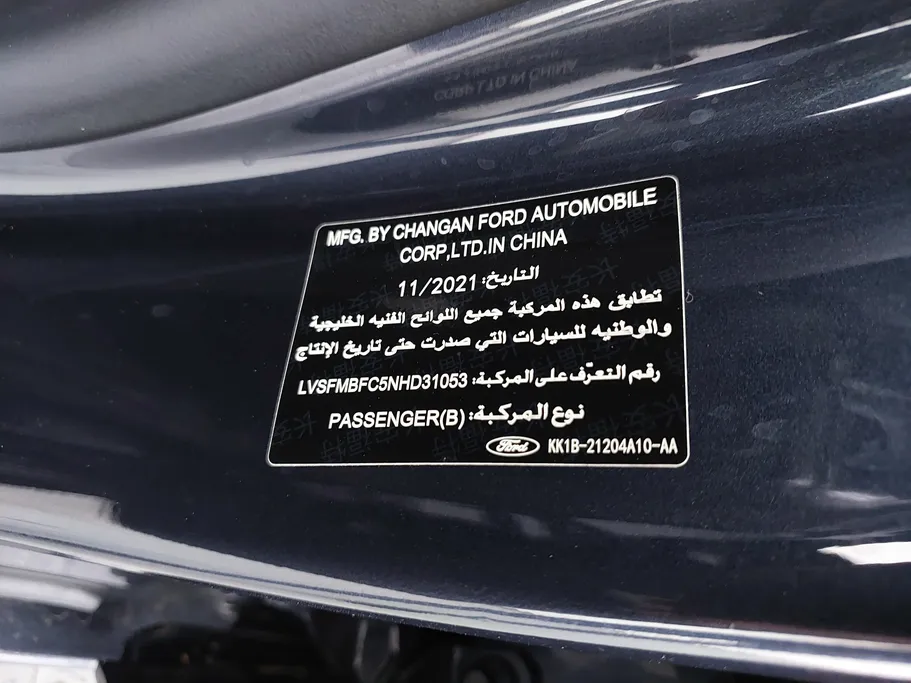 MFG. BY CHANGAN FORD AUTOMOBILE
CORP,LTD.IN CHINA
التاريخ: 11/2021
تطابق هذه المركبة جميع اللوائح الفنيه الخليجية
والوطنيه للسيارات التي صدرت حتى تاريخ الإنتاج
رقم التعرّف على المركبة: LVSFMBFC5NHD31053
نوع المركبة: PASSENGER(B)
Ford KK1B-21204A10-AA